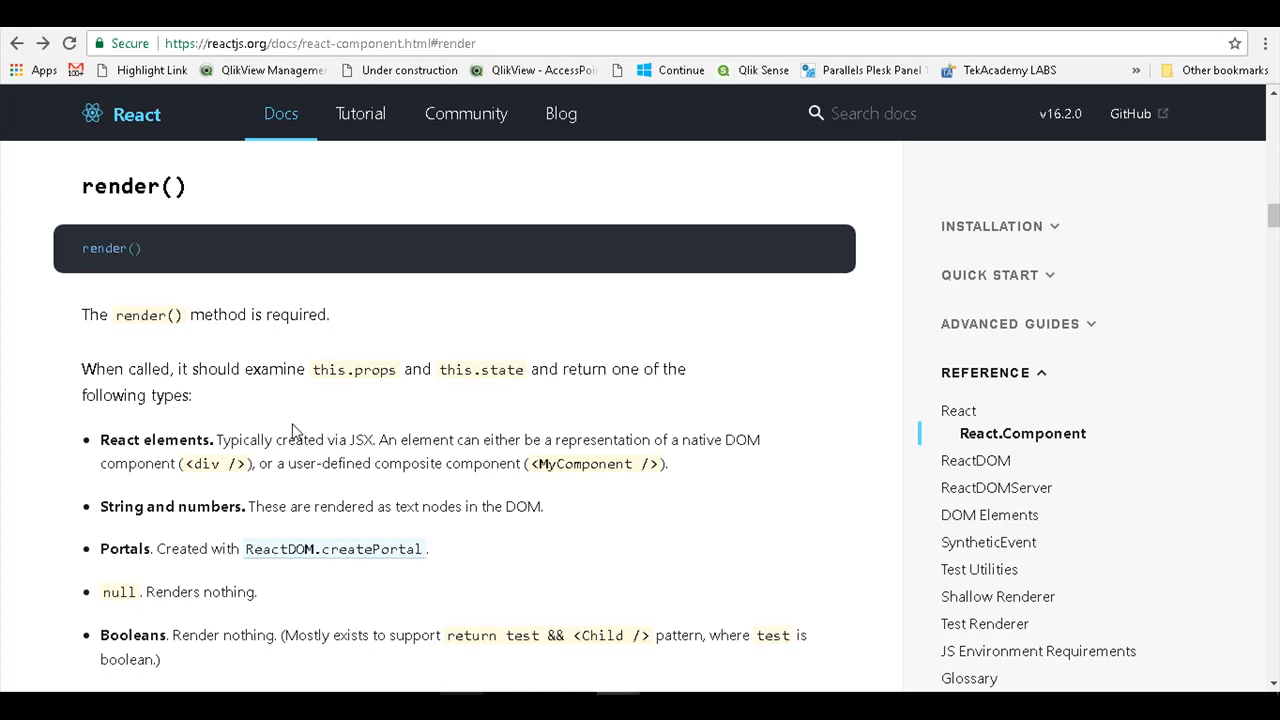 Secure https://reactjs.org/docs/react-component.html#render
Apps Highlight Link QlikView Manageme QlikView - AccessPoi Under construction Continue Qlik Sense Parallels Plesk Panel TekAcademy LABS » Other bookmarks
React Docs Tutorial Community Blog Search docs v16.2.0 GitHub
render()
render()
The render() method is required.
When called, it should examine this.props and this.state and return one of the
following types:
• React elements. Typically created via JSX. An element can either be a representation of a native DOM
component (<div />), or a user-defined composite component (<MyComponent />).
• String and numbers. These are rendered as text nodes in the DOM.
• Portals. Created with ReactDOM.createPortal.
• null. Renders nothing.
• Booleans. Render nothing. (Mostly exists to support return test && <Child /> pattern, where test is
boolean.)
INSTALLATION
QUICK START
ADVANCED GUIDES
REFERENCE
React
React.Component
ReactDOM
ReactDOMServer
DOM Elements
SyntheticEvent
Test Utilities
Shallow Renderer
Test Renderer
JS Environment Requirements
Glossary